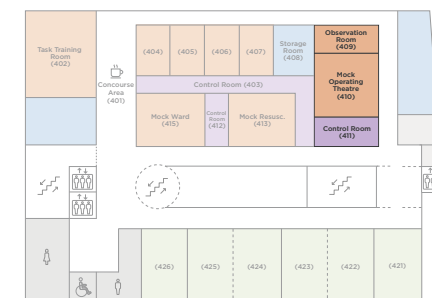 Task Training
Room
(402)
Concourse
Area
(401)
(404)
(405)
(406)
(407)
Storage
Room
(408)
Observation
Room
(409)
Mock
Operating
Theatre
(410)
Control Room (403)
Mock Ward
(415)
Control
Room
(412)
Mock Resusc.
(413)
Control Room
(411)
(426)
(425)
(424)
(423)
(422)
(421)